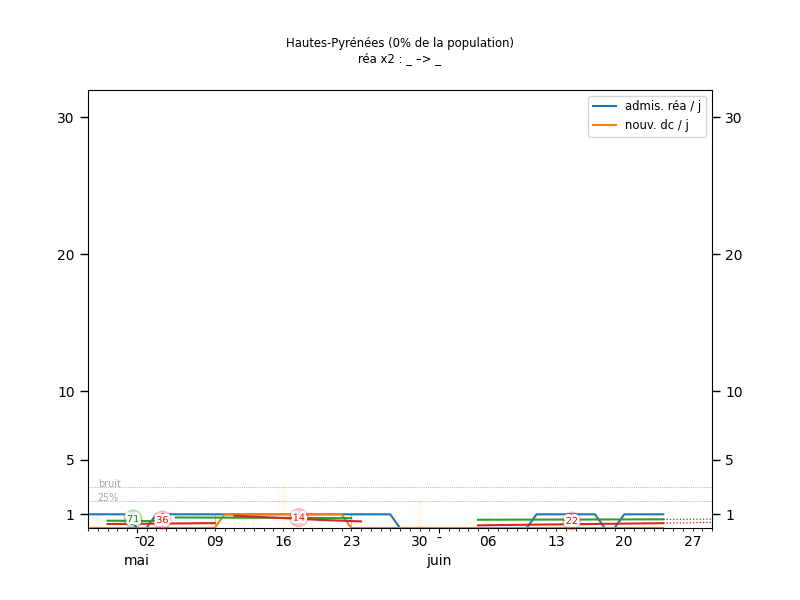 Hautes-Pyrénées (0% de la population)
réa x2 : _ –> _
admis. réa / j
nouv. dc / j
30 30
20 20
10 10
5 5
bruit
25%
1 71 36 14 22 1
02 09 16 23 30 06 13 20 27
mai juin